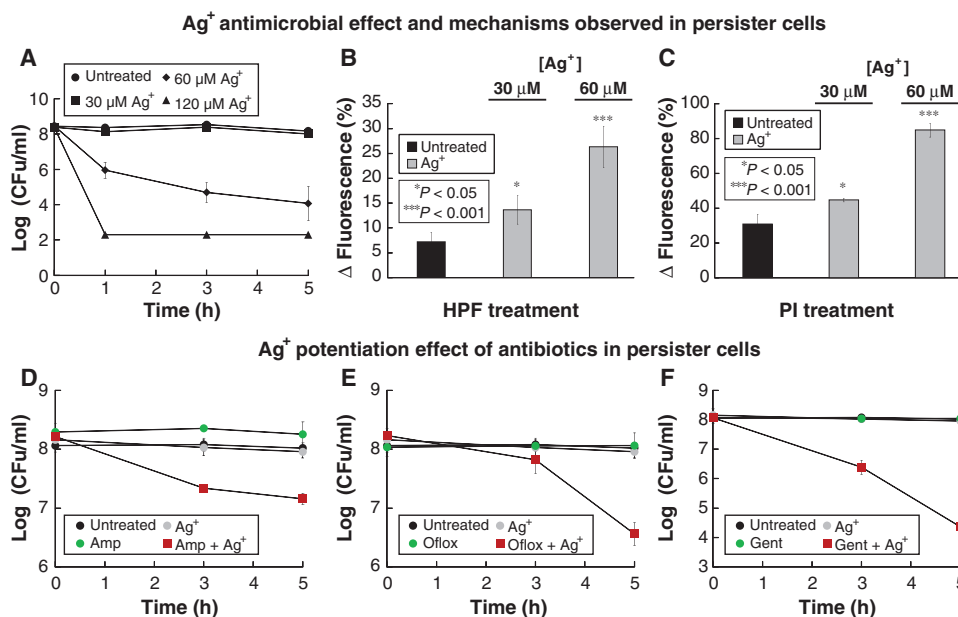 Ag⁺ antimicrobial effect and mechanisms observed in persister cells
A
Untreated
60 µM Ag⁺
30 µM Ag⁺
120 µM Ag⁺
Log (CFu/ml)
10
8
6
4
2
0
0 1 2 3 4 5
Time (h)
B
[Ag⁺]
30 µM
60 µM
Δ Fluorescence (%)
35
30
25
20
15
10
5
0
Untreated
Ag⁺
*P < 0.05
***P < 0.001
*
***
HPF treatment
C
[Ag⁺]
30 µM
60 µM
Δ Fluorescence (%)
100
80
60
40
20
0
Untreated
Ag⁺
*P < 0.05
***P < 0.001
*
***
PI treatment
Ag⁺ potentiation effect of antibiotics in persister cells
D
Log (CFu/ml)
9
8
7
6
Untreated
Ag⁺
Amp
Amp + Ag⁺
0 1 2 3 4 5
Time (h)
E
Log (CFu/ml)
9
8
7
6
Untreated
Ag⁺
Oflox
Oflox + Ag⁺
0 1 2 3 4 5
Time (h)
F
Log (CFu/ml)
9
8
7
6
5
4
3
Untreated
Ag⁺
Gent
Gent + Ag⁺
0 1 2 3 4 5
Time (h)